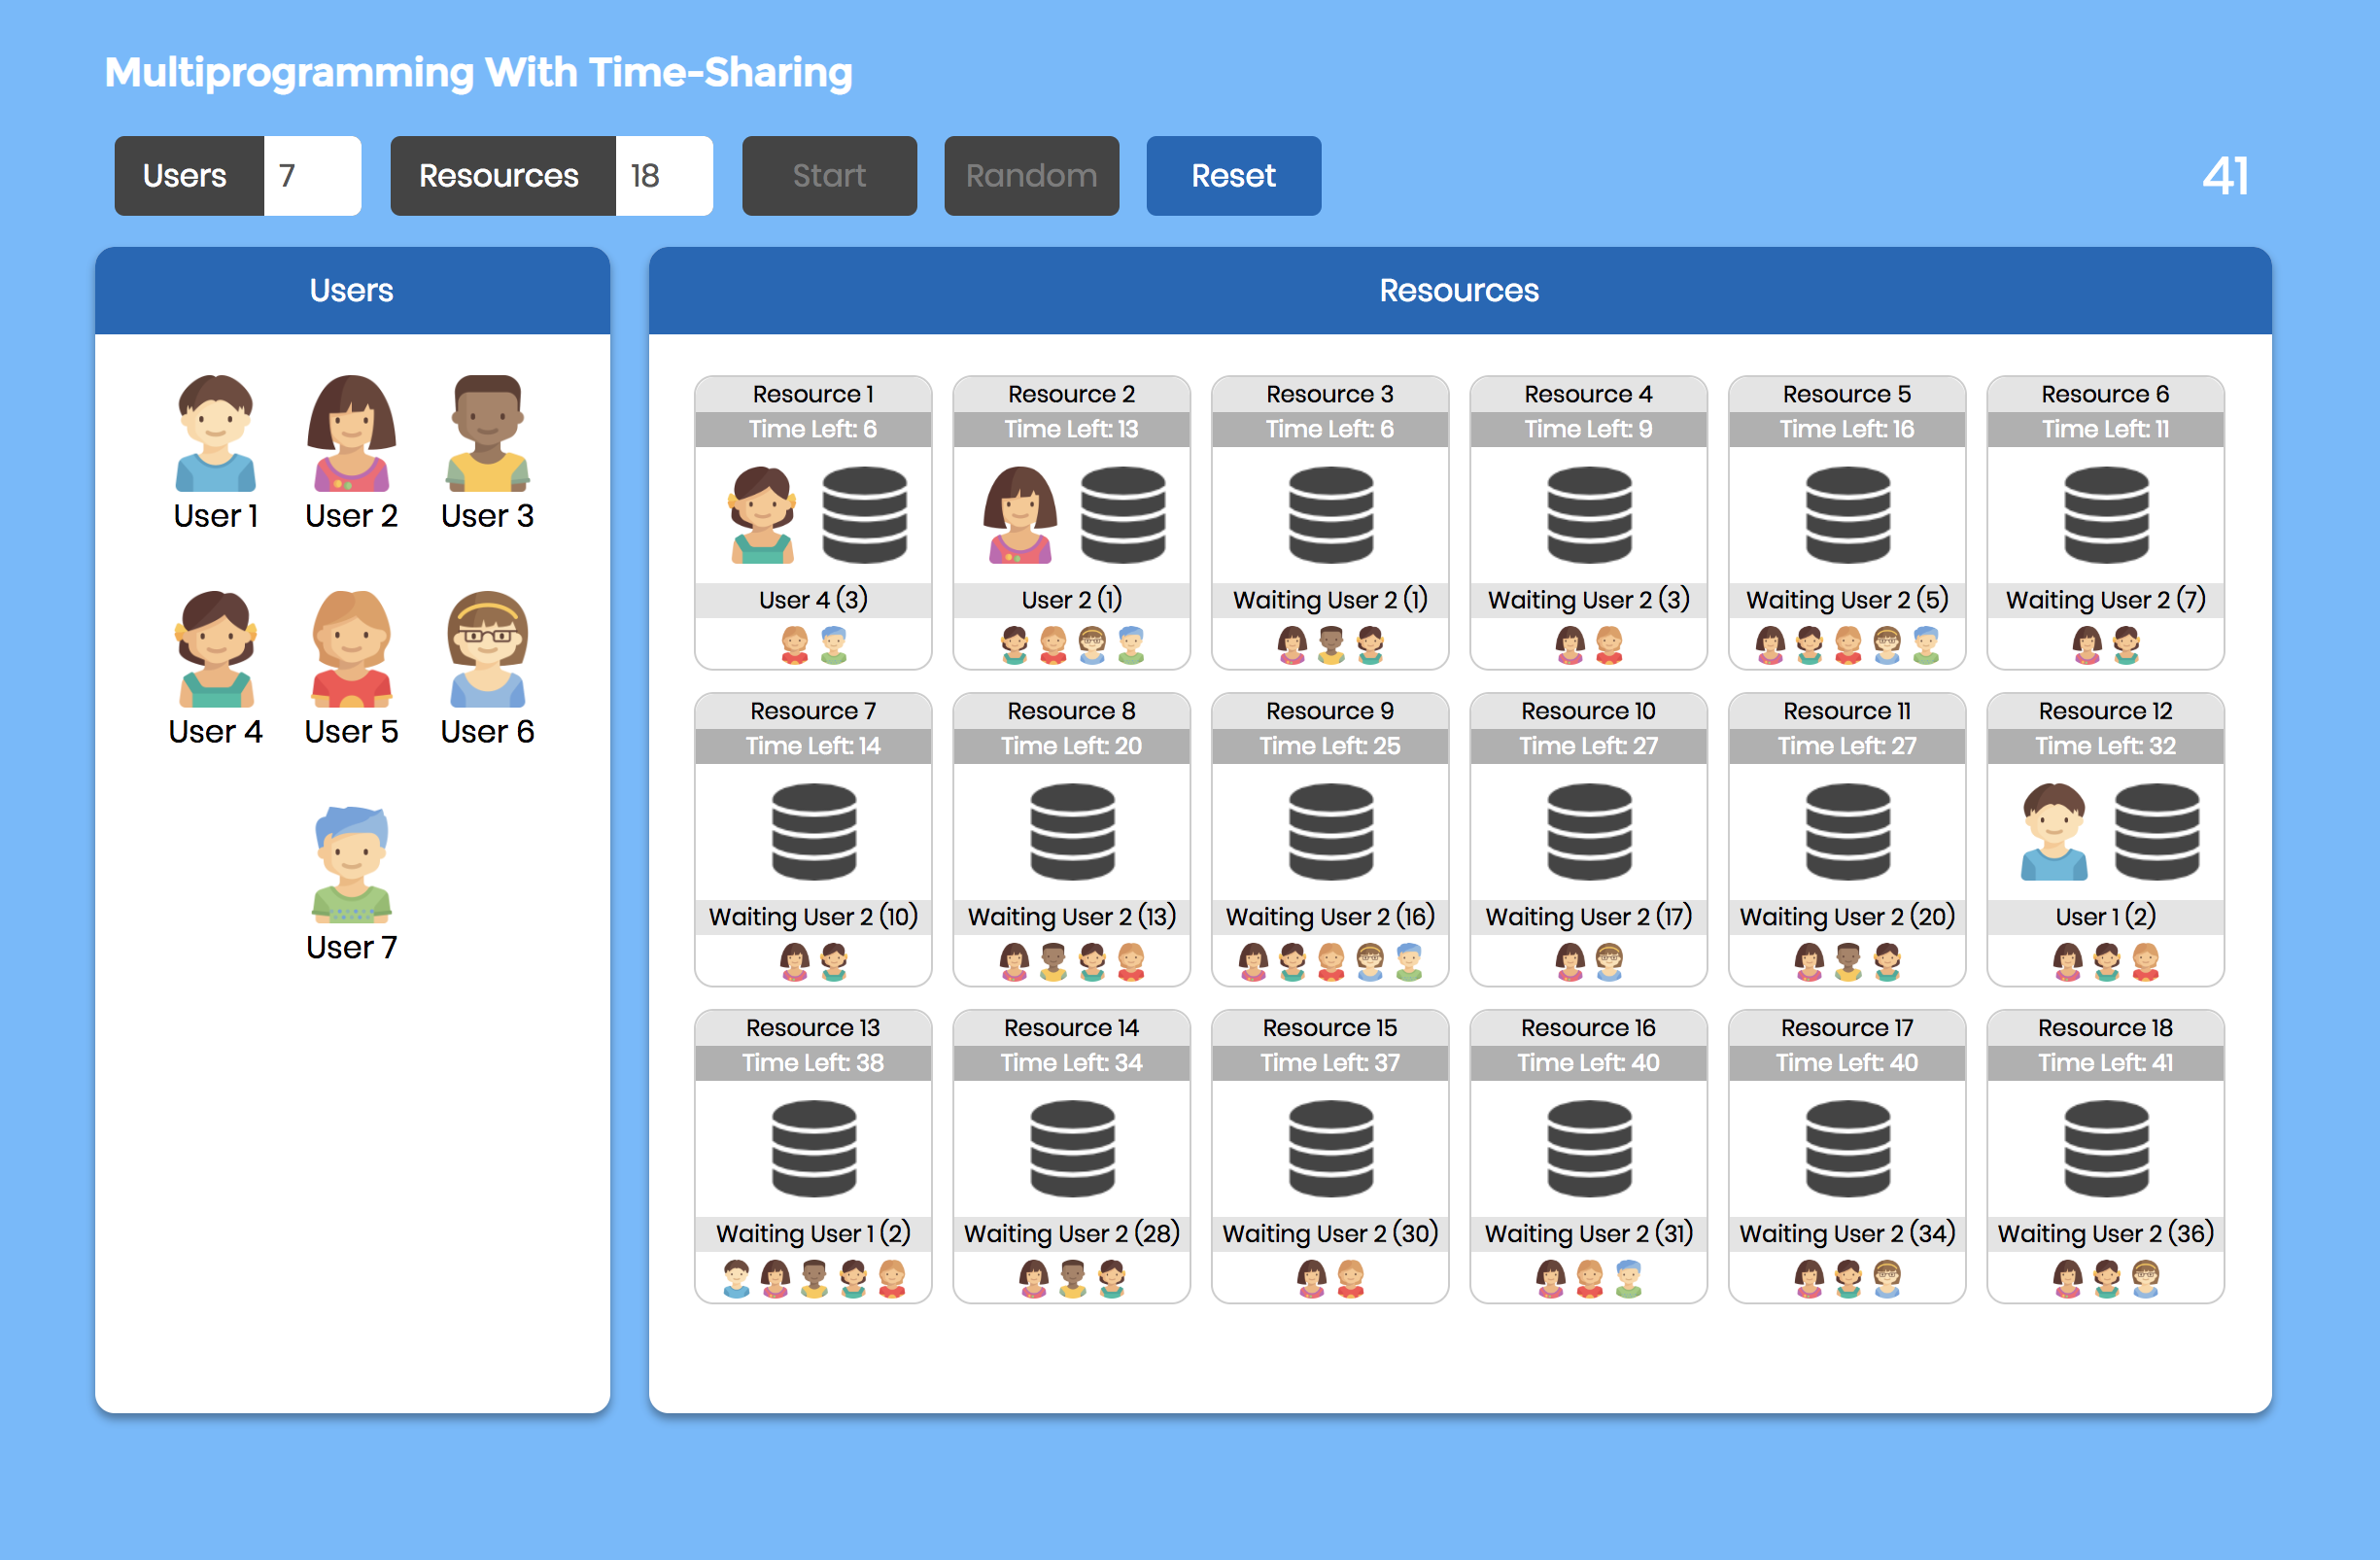 Multiprogramming With Time-Sharing
Users 7 Resources 18 Start Random Reset 41
Users
User 1 User 2 User 3
User 4 User 5 User 6
User 7
Resources
Resource 1 Resource 2 Resource 3 Resource 4 Resource 5 Resource 6
Time Left: 6 Time Left: 13 Time Left: 6 Time Left: 9 Time Left: 16 Time Left: 11
User 4 (3) User 2 (1) Waiting User 2 (1) Waiting User 2 (3) Waiting User 2 (5) Waiting User 2 (7)
Resource 7 Resource 8 Resource 9 Resource 10 Resource 11 Resource 12
Time Left: 14 Time Left: 20 Time Left: 25 Time Left: 27 Time Left: 27 Time Left: 32
Waiting User 2 (10) Waiting User 2 (13) Waiting User 2 (16) Waiting User 2 (17) Waiting User 2 (20) User 1 (2)
Resource 13 Resource 14 Resource 15 Resource 16 Resource 17 Resource 18
Time Left: 38 Time Left: 34 Time Left: 37 Time Left: 40 Time Left: 40 Time Left: 41
Waiting User 1 (2) Waiting User 2 (28) Waiting User 2 (30) Waiting User 2 (31) Waiting User 2 (34) Waiting User 2 (36)